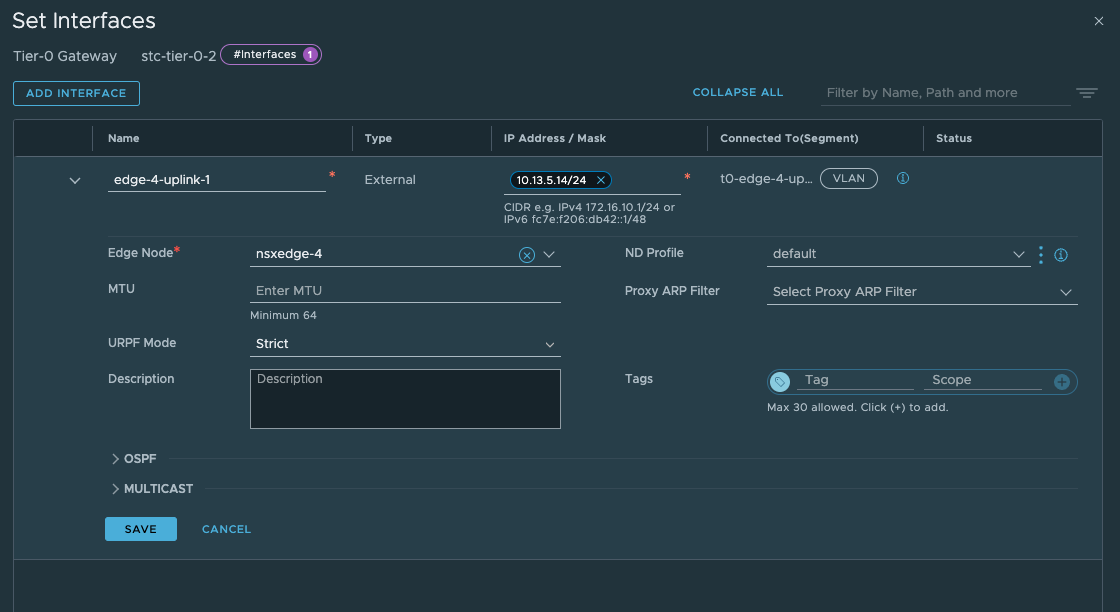 Set Interfaces
Tier-0 Gateway stc-tier-0-2 #Interfaces 1
ADD INTERFACE COLLAPSE ALL Filter by Name, Path and more
Name Type IP Address / Mask Connected To(Segment) Status
edge-4-uplink-1 * External 10.13.5.14/24 * t0-edge-4-up... VLAN
CIDR e.g. IPv4 172.16.10.1/24 or
IPv6 fc7e:f206:db42::1/48
Edge Node* nsxedge-4 ND Profile default
MTU Enter MTU Proxy ARP Filter Select Proxy ARP Filter
Minimum 64
URPF Mode Strict
Description Description Tags Tag Scope
Max 30 allowed. Click (+) to add.
OSPF
MULTICAST
SAVE CANCEL